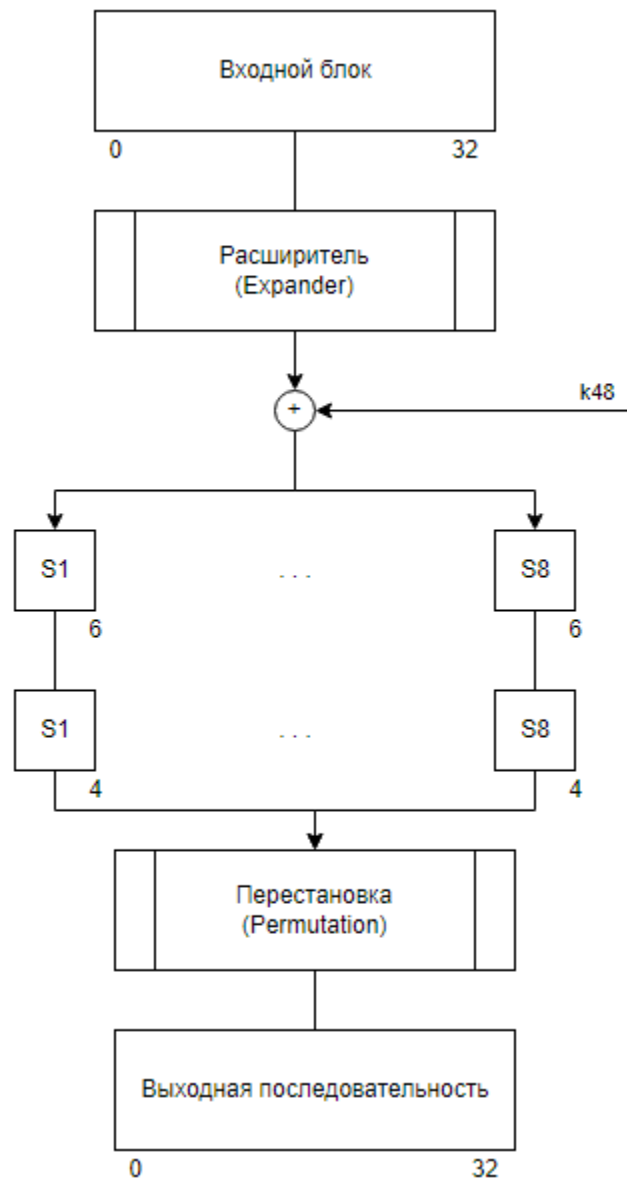 Входной блок
0 32
Расширитель
(Expander)
k48
+
S1 . . . S8
6 6
S1 . . . S8
4 4
Перестановка
(Permutation)
Выходная последовательность
0 32